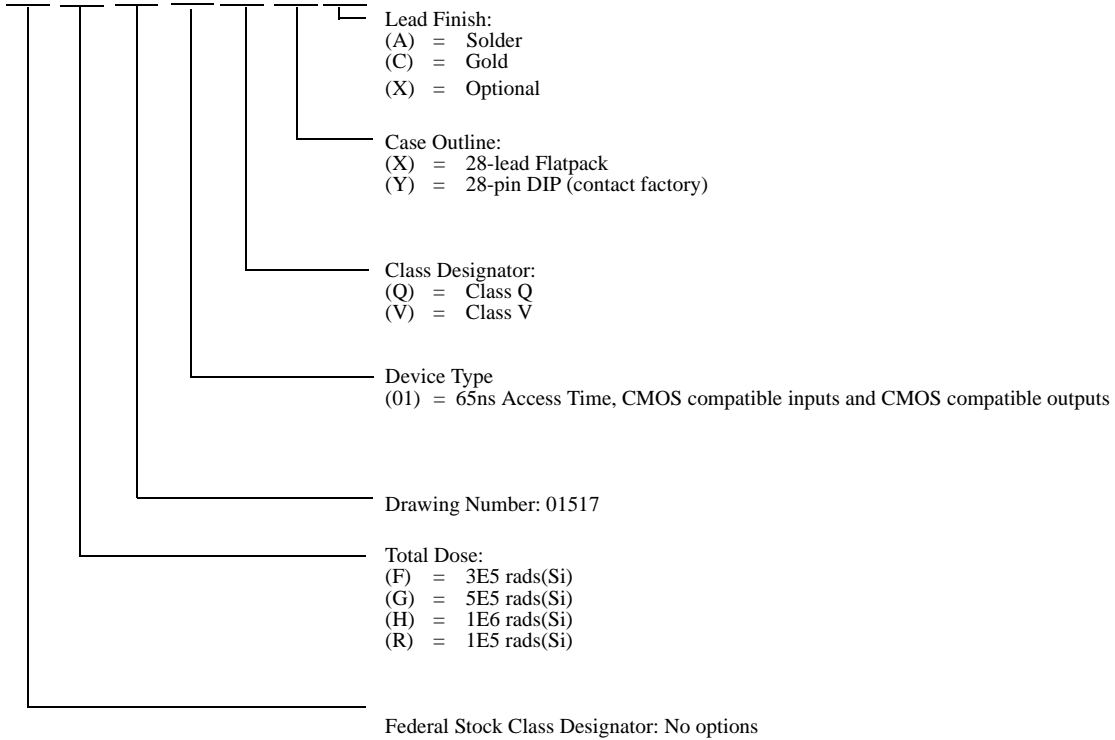 Lead Finish:
(A) = Solder
(C) = Gold
(X) = Optional
Case Outline:
(X) = 28-lead Flatpack
(Y) = 28-pin DIP (contact factory)
Class Designator:
(Q) = Class Q
(V) = Class V
Device Type
(01) = 65ns Access Time, CMOS compatible inputs and CMOS compatible outputs
Drawing Number: 01517
Total Dose:
(F) = 3E5 rads(Si)
(G) = 5E5 rads(Si)
(H) = 1E6 rads(Si)
(R) = 1E5 rads(Si)
Federal Stock Class Designator: No options